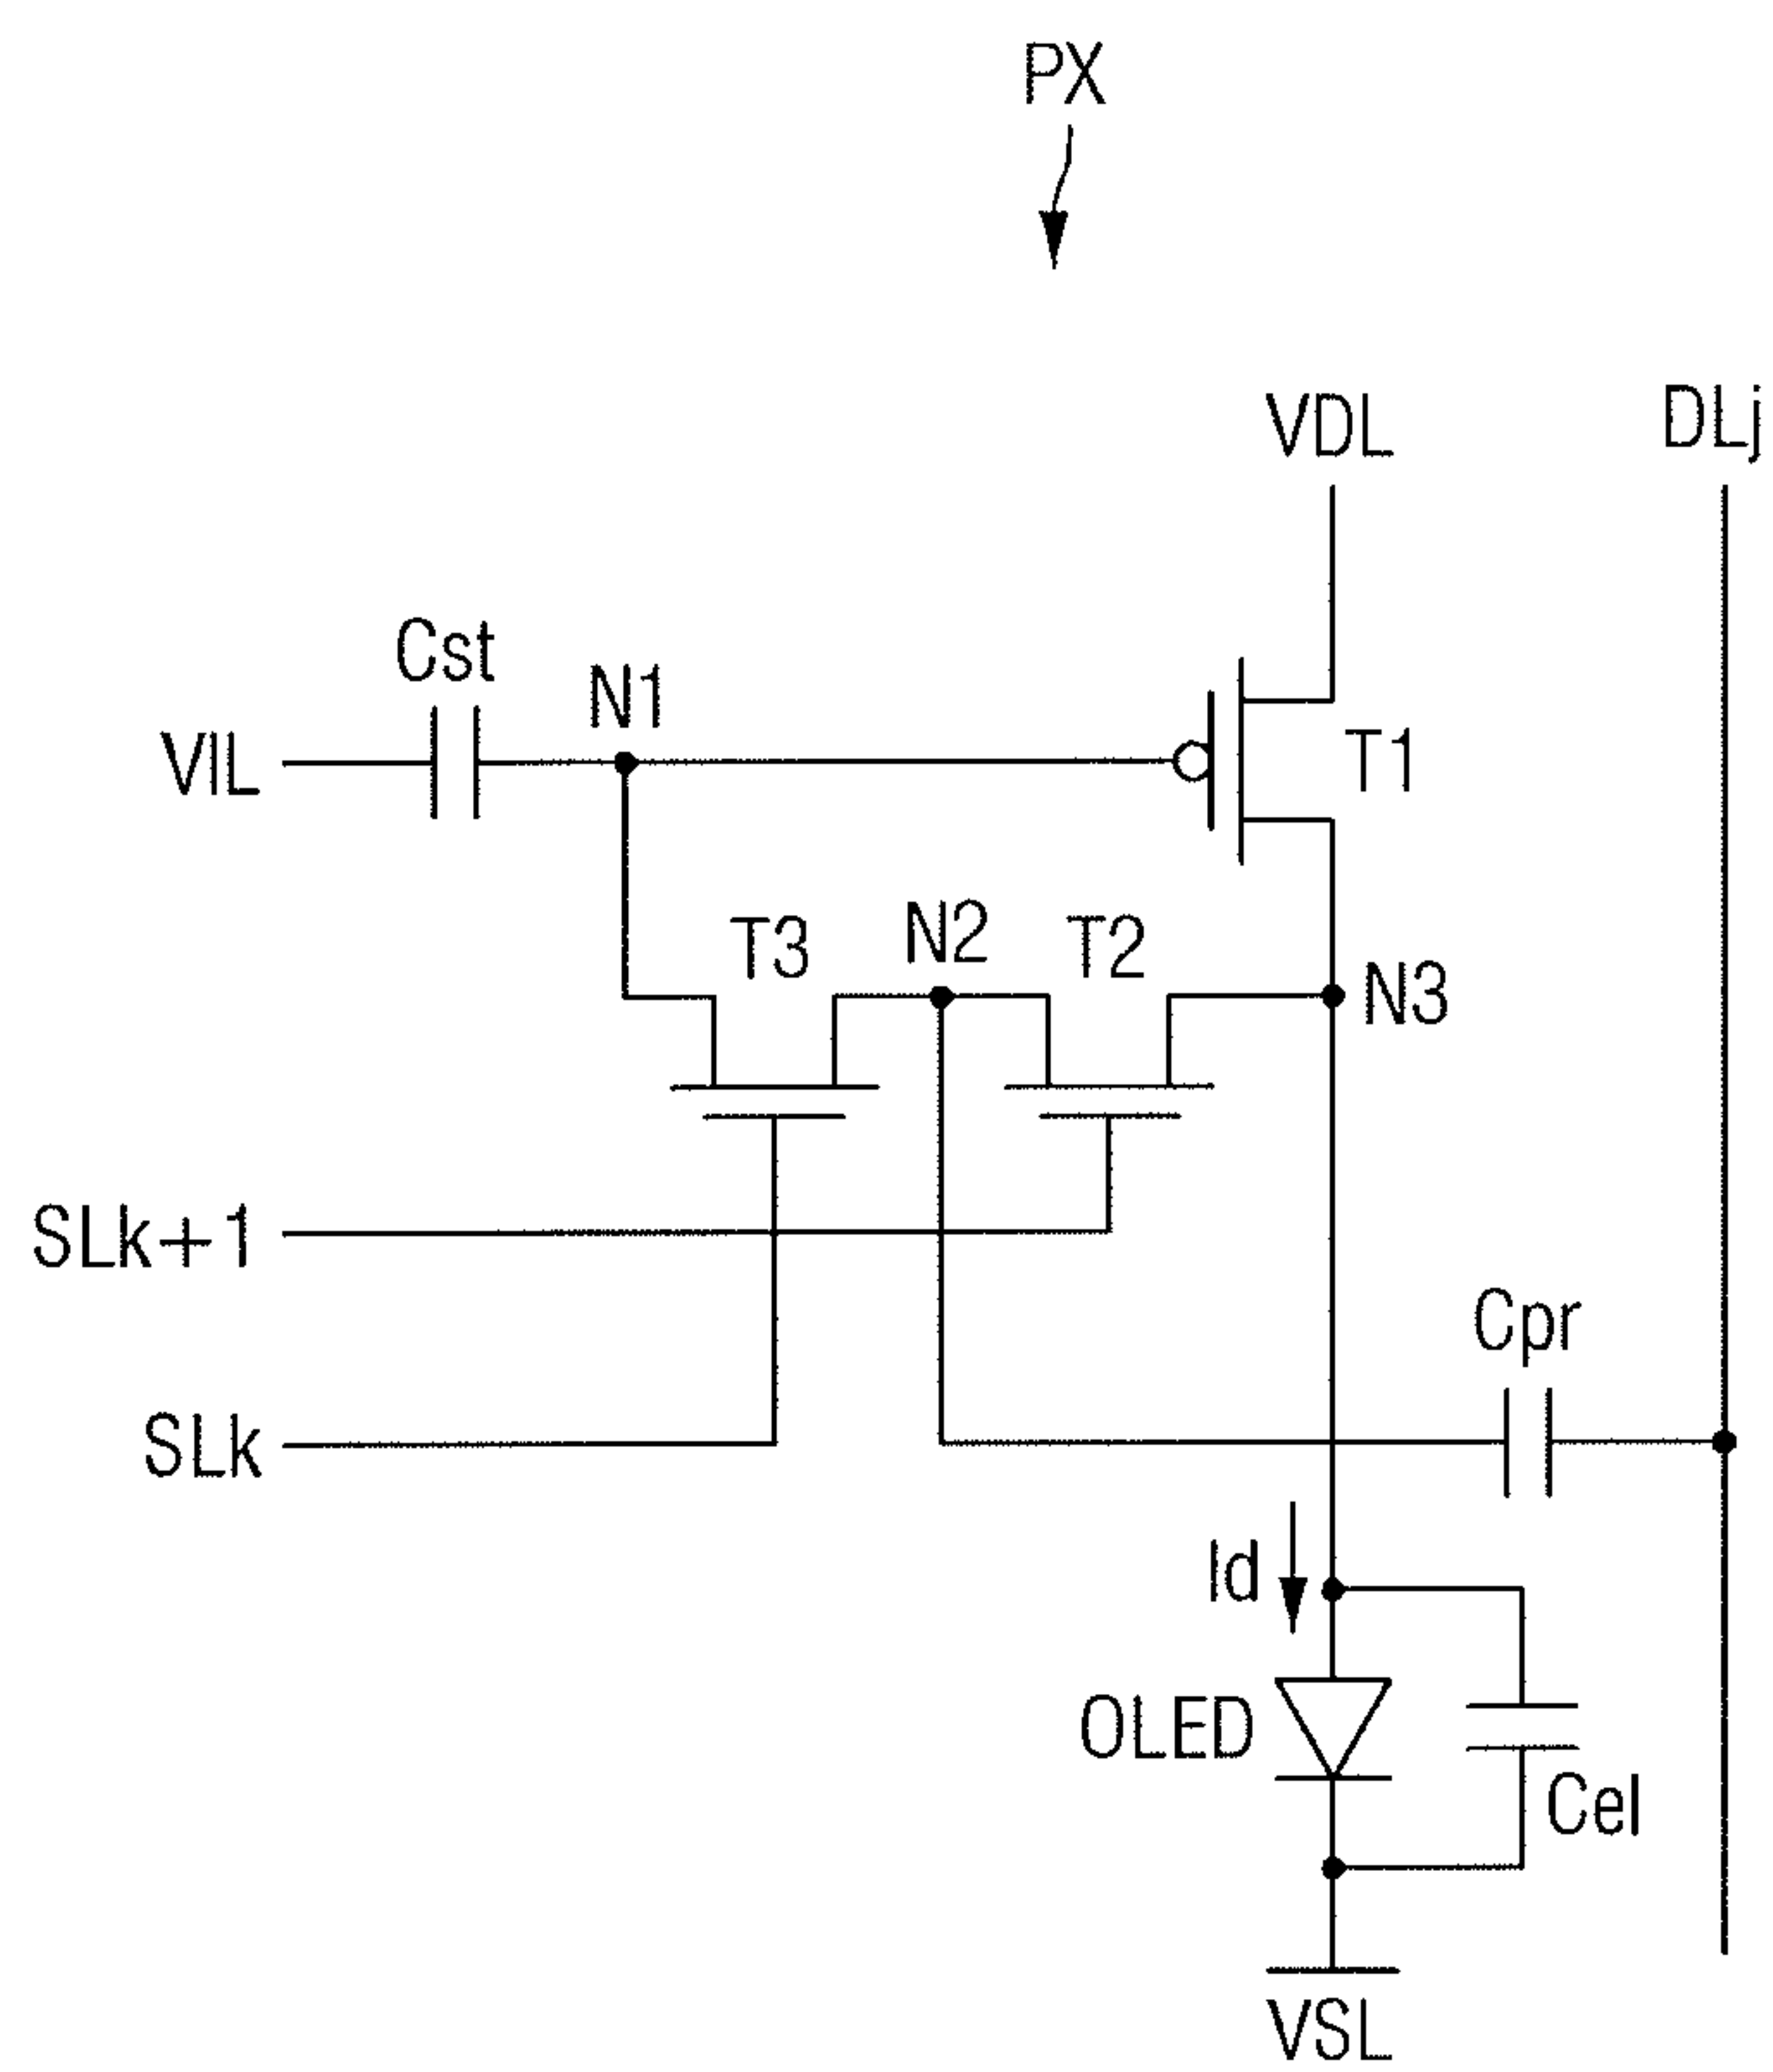 PX
VDL
DLj
Cst
N1
VIL
T1
T3
N2
T2
N3
SLk+1
Cpr
SLk
Id
OLED
Cel
VSL